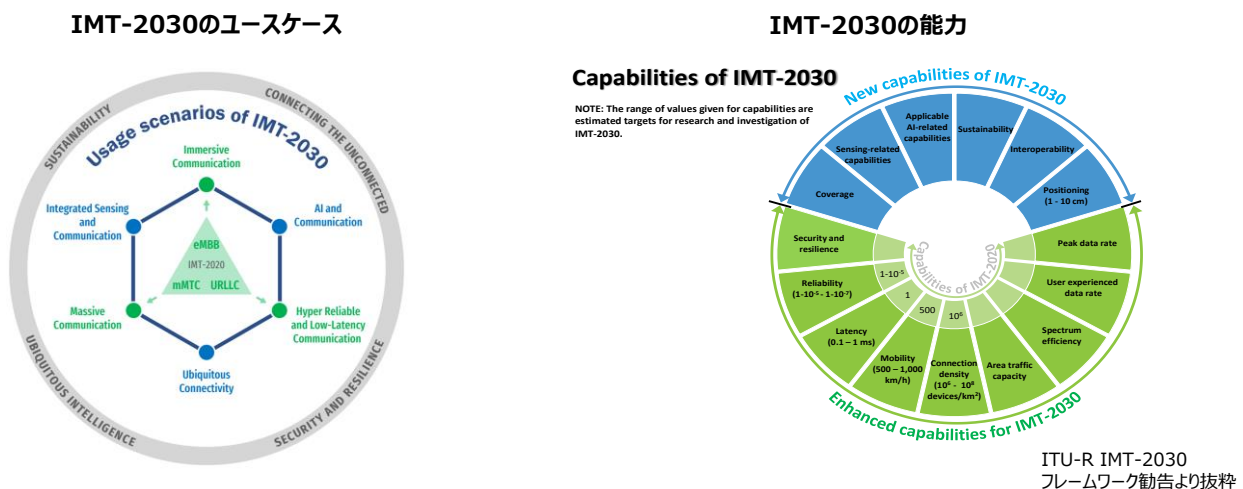 IMT-2030のユースケース
SUSTAINABILITY
CONNECTING THE UNCONNECTED
UBIQUITOUS INTELLIGENCE
SECURITY AND RESILIENCE
Usage scenarios of IMT-2030
Immersive
Communication
Integrated Sensing
and
Communication
AI and
Communication
eMBB
IMT-2020
mMTC URLLC
Massive
Communication
Hyper Reliable
and Low-Latency
Communication
Ubiquitous
Connectivity
IMT-2030の能力
Capabilities of IMT-2030
NOTE: The range of values given for capabilities are
estimated targets for research and investigation of
IMT-2030.
New capabilities of IMT-2030
Coverage
Sensing-related
capabilities
Applicable
AI-related
capabilities
Sustainability
Interoperability
Positioning
(1 - 10 cm)
Capabilities of IMT-2020
Security and
resilience
Reliability
(1-10⁻⁵ - 1-10⁻⁷)
1-10⁻⁵
Latency
(0.1 – 1 ms)
1
Mobility
(500 – 1,000
km/h)
500
Connection
density
(10⁶ - 10⁸
devices/km²)
10⁶
Area traffic
capacity
Spectrum
efficiency
User experienced
data rate
Peak data rate
Enhanced capabilities for IMT-2030
ITU-R IMT-2030
フレームワーク勧告より抜粋